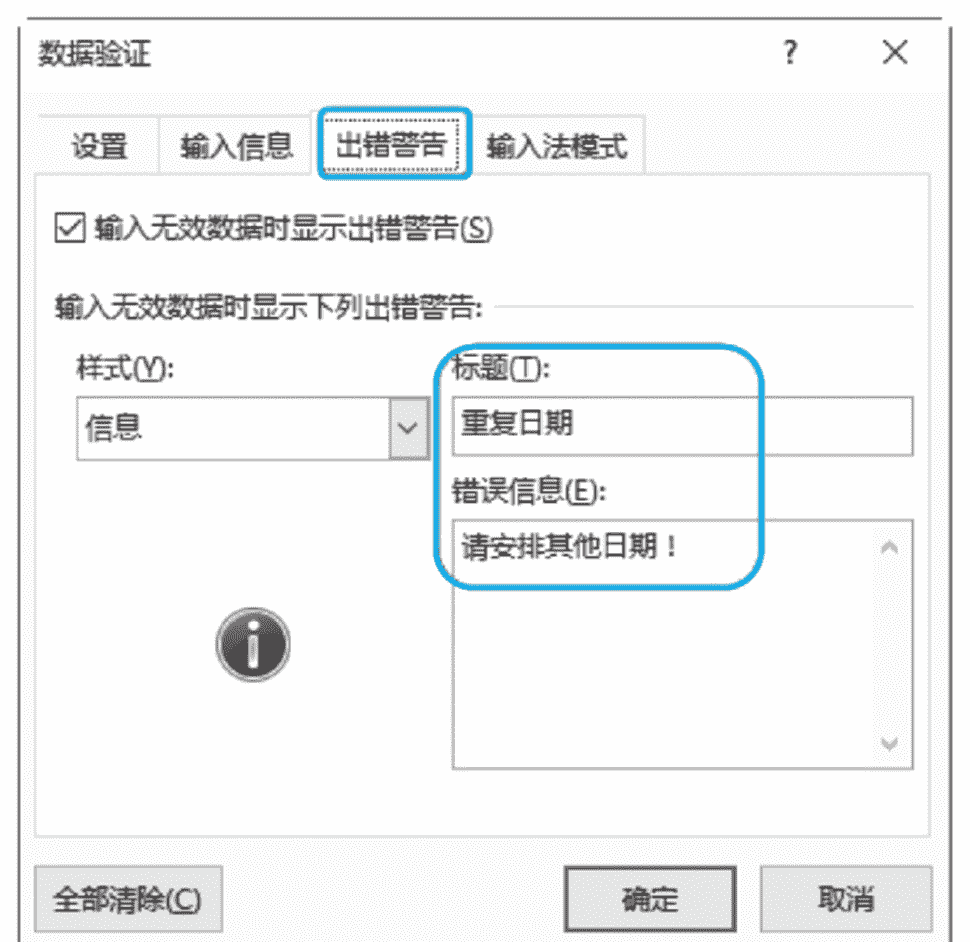 数据验证 ? ×
设置 输入信息 出错警告 输入法模式
输入无效数据时显示出错警告(S)
输入无效数据时显示下列出错警告:
样式(Y): 标题(T):
信息 重复日期
错误信息(E):
请安排其他日期！
全部清除(C) 确定 取消